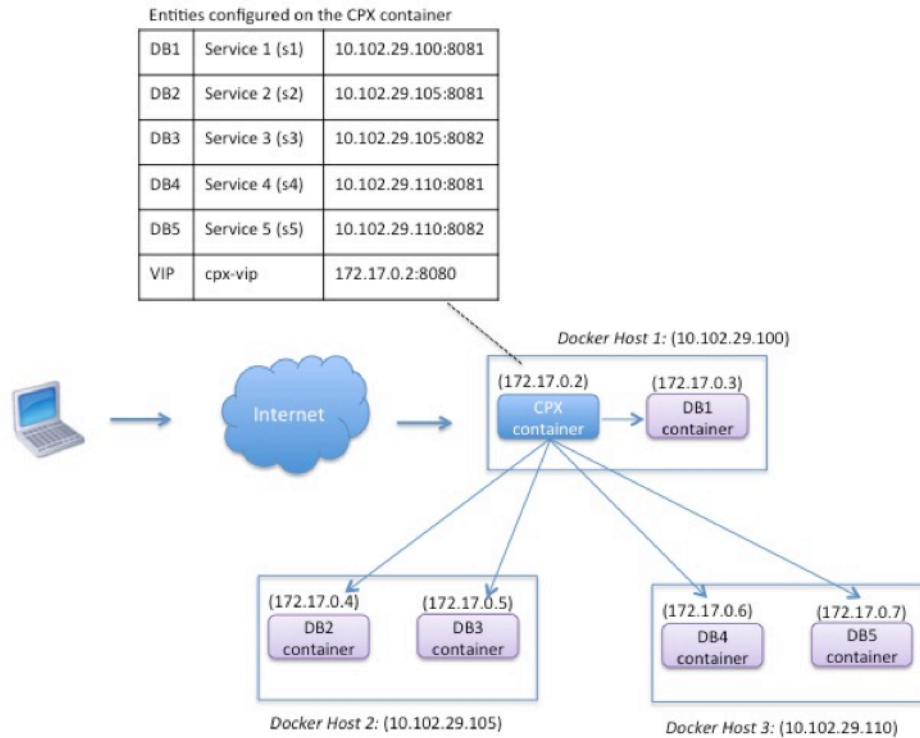 Entities configured on the CPX container
DB1 Service 1 (s1) 10.102.29.100:8081
DB2 Service 2 (s2) 10.102.29.105:8081
DB3 Service 3 (s3) 10.102.29.105:8082
DB4 Service 4 (s4) 10.102.29.110:8081
DB5 Service 5 (s5) 10.102.29.110:8082
VIP cpx-vip 172.17.0.2:8080
Docker Host 1: (10.102.29.100)
(172.17.0.2)
(172.17.0.3)
Internet
CPX
container
DB1
container
(172.17.0.4)
(172.17.0.5)
DB2
container
DB3
container
(172.17.0.6)
(172.17.0.7)
DB4
container
DB5
container
Docker Host 2: (10.102.29.105)
Docker Host 3: (10.102.29.110)